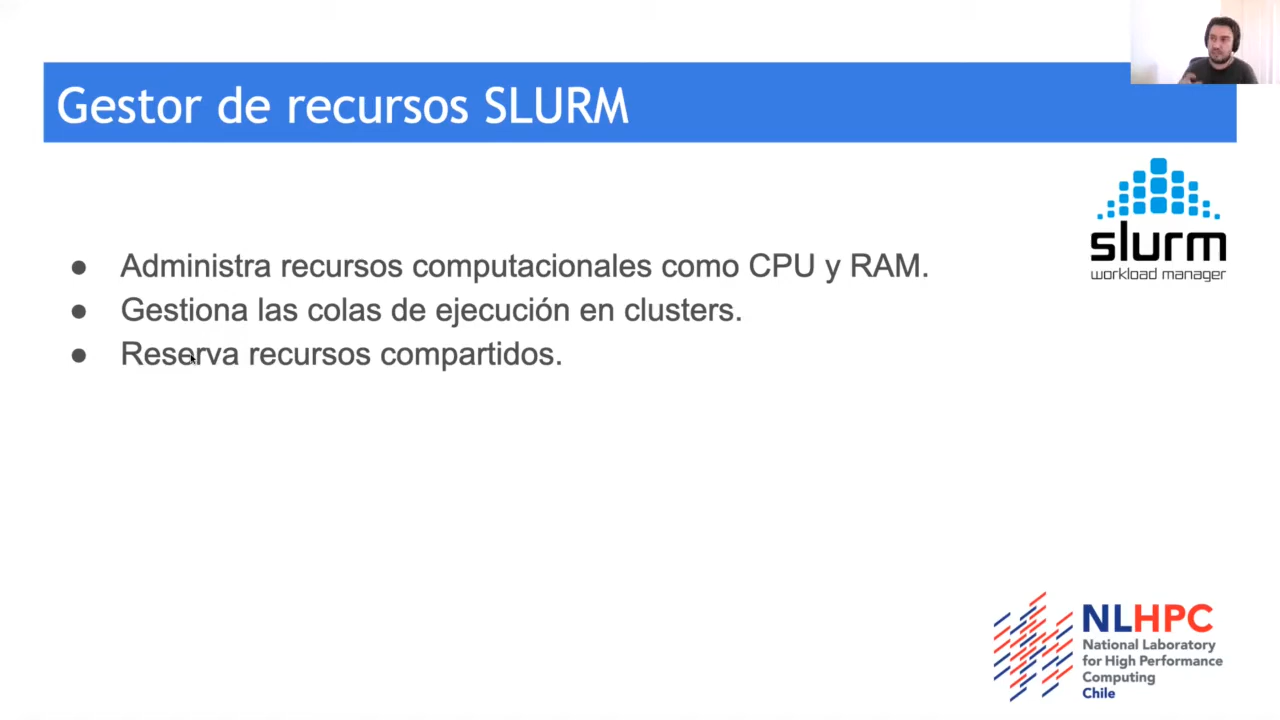 Gestor de recursos SLURM
slurm
workload manager
● Administra recursos computacionales como CPU y RAM.
● Gestiona las colas de ejecución en clusters.
● Reserva recursos compartidos.
NLHPC
National Laboratory
for High Performance
Computing
Chile